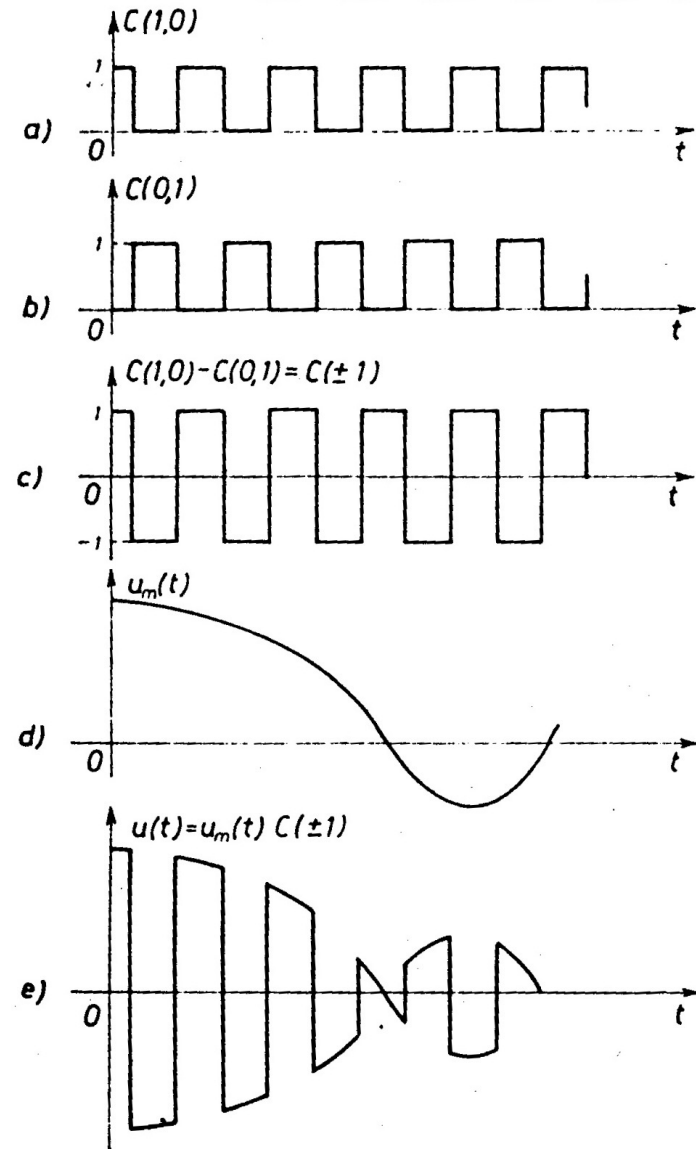 C(1,0)
1
a)
0
t
C(0,1)
1
b)
0
t
C(1,0)-C(0,1)=C(±1)
1
c)
0
t
-1
u_m(t)
d)
0
t
u(t)=u_m(t) C(±1)
e)
0
t